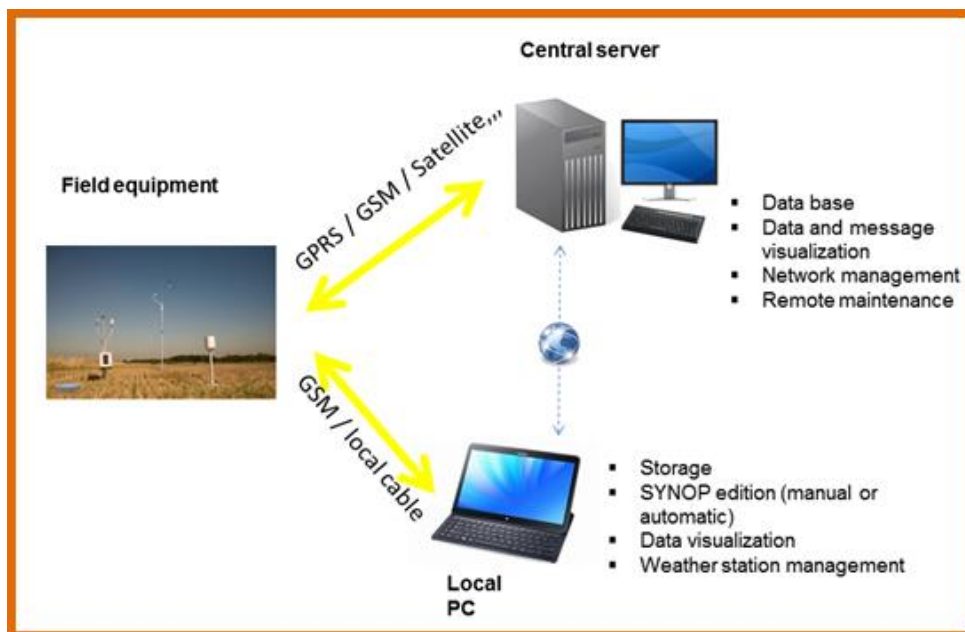 Central server
Field equipment
GPRS / GSM / Satellite,,,
▪ Data base
▪ Data and message
visualization
▪ Network management
▪ Remote maintenance
GSM / local cable
▪ Storage
▪ SYNOP edition (manual or
automatic)
▪ Data visualization
▪ Weather station management
Local
PC